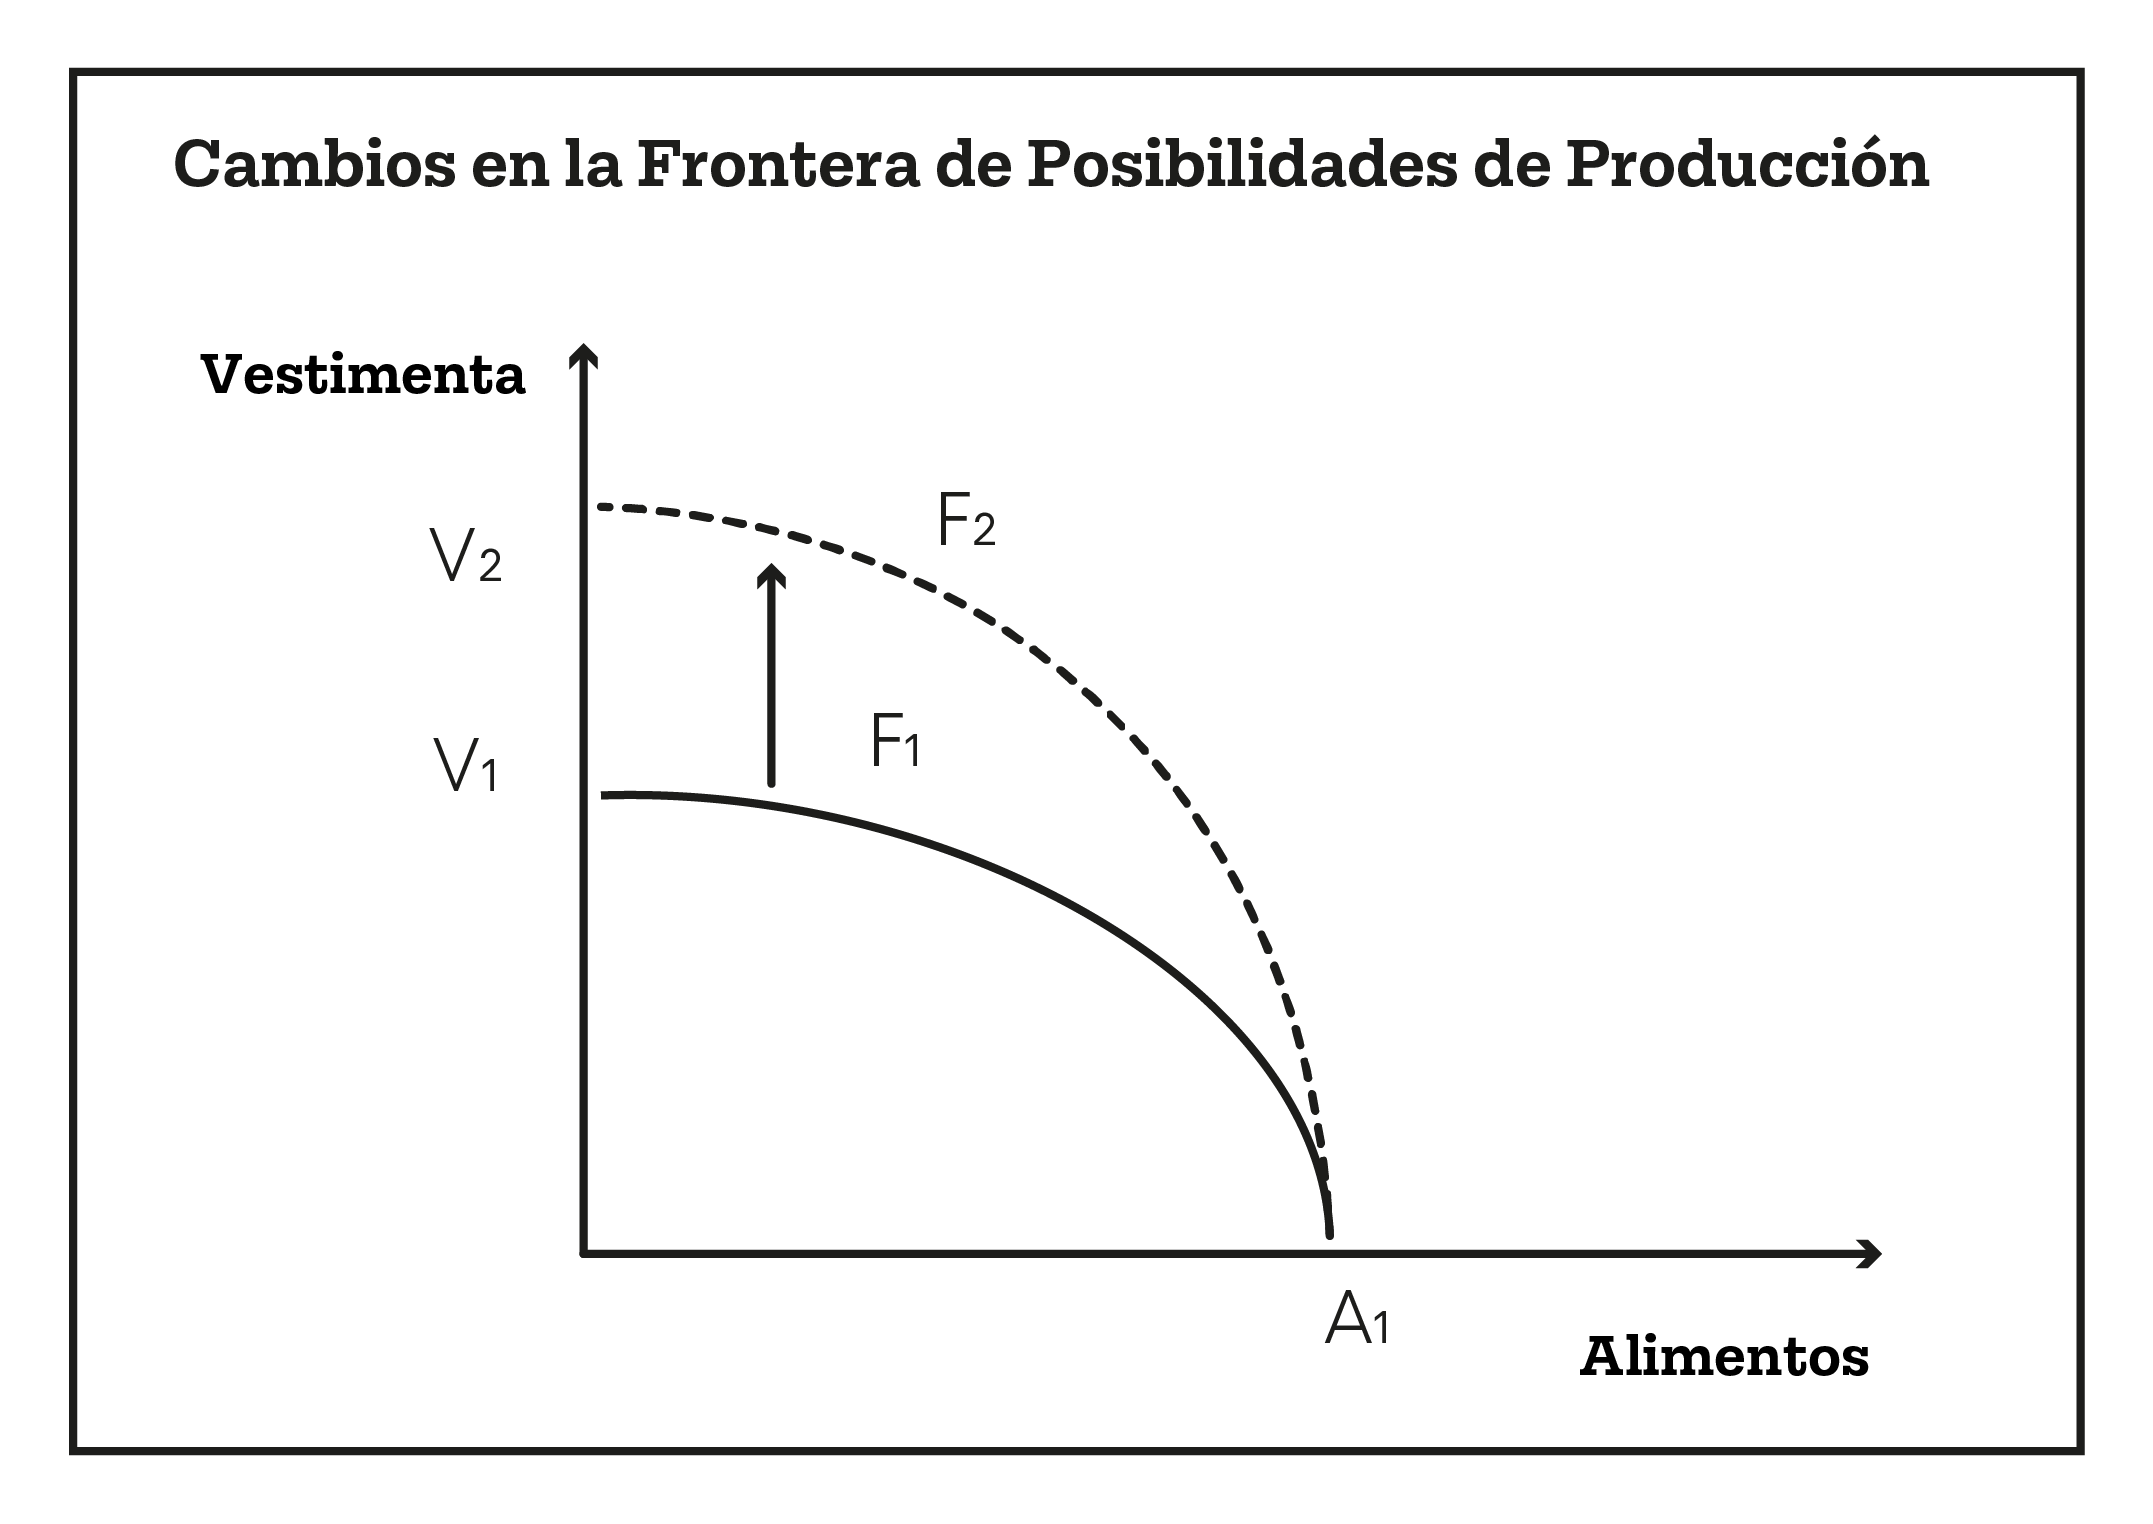 Cambios en la Frontera de Posibilidades de Producción
Vestimenta
F2
V2
F1
V1
A1
Alimentos